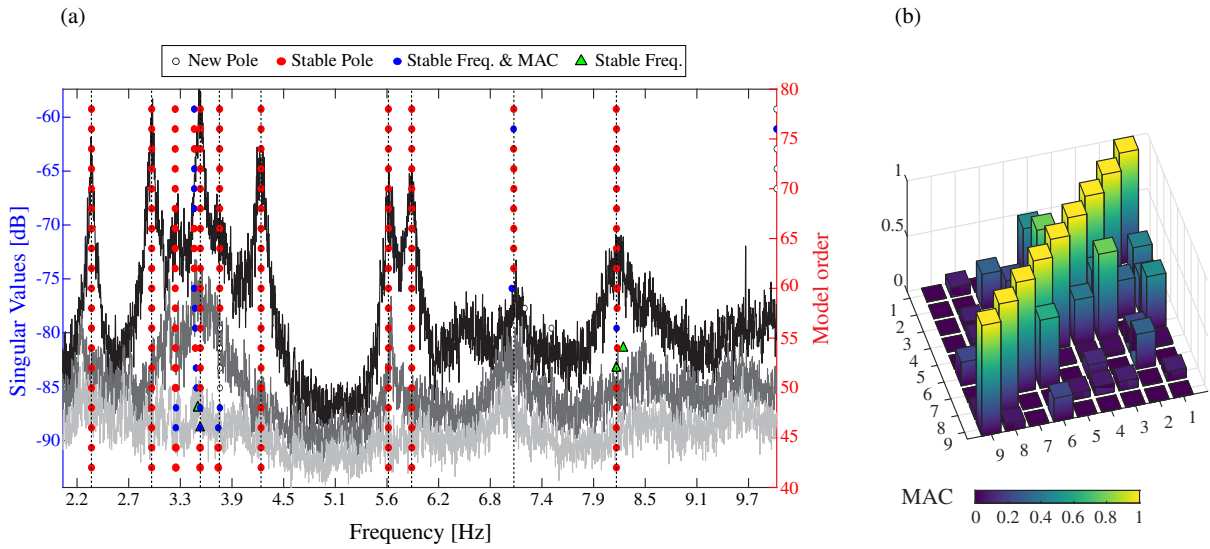 (a)
(b)
New Pole Stable Pole Stable Freq. & MAC Stable Freq.
-60
-65
-70
-75
-80
-85
-90
Singular Values [dB]
80
75
70
65
60
55
50
45
40
Model order
2.2 2.7 3.3 3.9 4.5 5.1 5.6 6.2 6.8 7.4 7.9 8.5 9.1 9.7
Frequency [Hz]
1
0.5
0
1
2
3
4
5
6
7
8
9
9 8 7 6 5 4 3 2 1
MAC
0 0.2 0.4 0.6 0.8 1